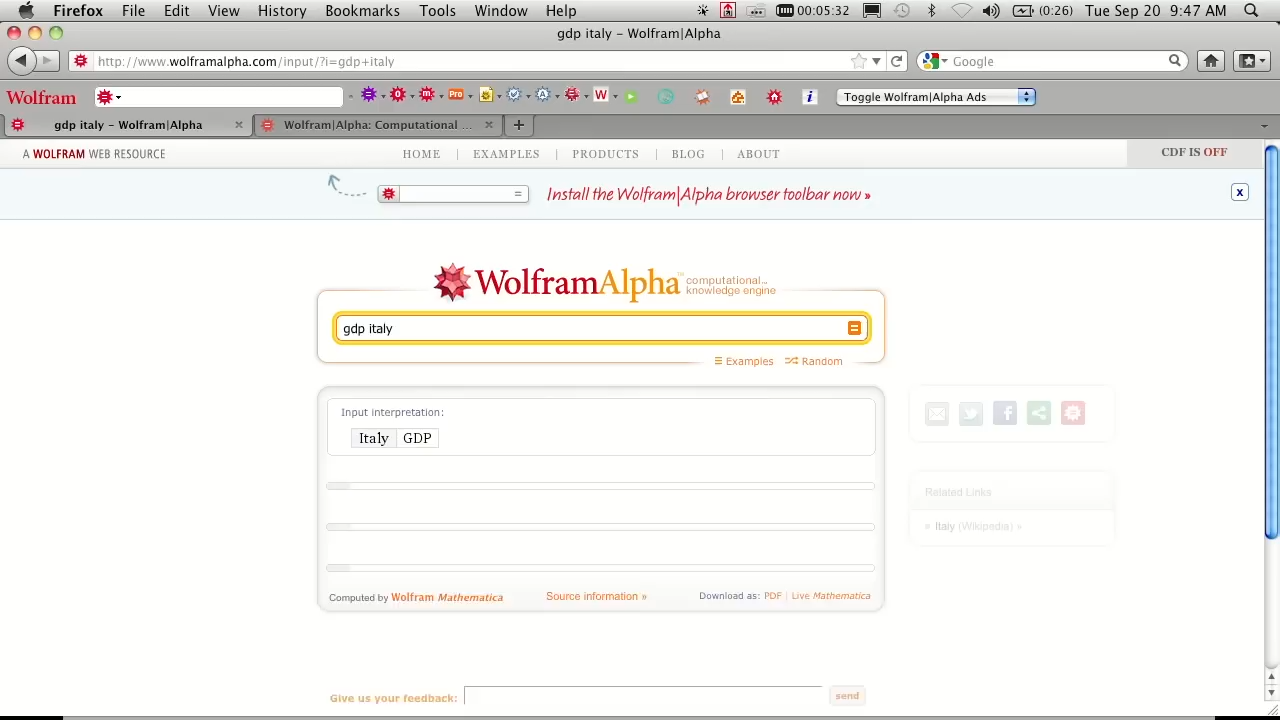 Firefox File Edit View History Bookmarks Tools Window Help 00:05:32 (0:26) Tue Sep 20 9:47 AM
gdp italy – Wolfram|Alpha
http://www.wolframalpha.com/input/?i=gdp+italy Google
Wolfram Pro W i Toggle Wolfram|Alpha Ads
gdp italy – Wolfram|Alpha Wolfram|Alpha: Computational ...
A WOLFRAM WEB RESOURCE HOME | EXAMPLES | PRODUCTS | BLOG | ABOUT CDF IS OFF
= Install the Wolfram|Alpha browser toolbar now » x
WolframAlpha™ computational...
knowledge engine
gdp italy =
Examples Random
Input interpretation:
Italy GDP
Related Links
» Italy (Wikipedia) »
Computed by Wolfram Mathematica Source information » Download as: PDF | Live Mathematica
Give us your feedback: send